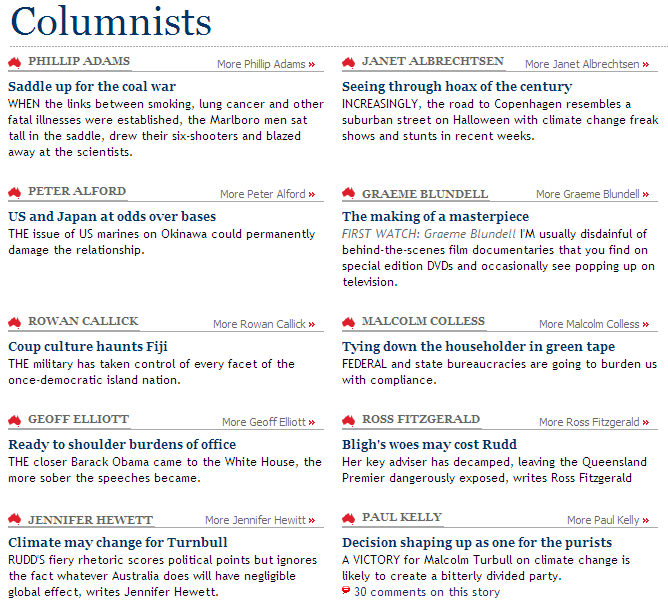 Columnists
PHILLIP ADAMS More Phillip Adams »
Saddle up for the coal war
WHEN the links between smoking, lung cancer and other
fatal illnesses were established, the Marlboro men sat
tall in the saddle, drew their six-shooters and blazed
away at the scientists.
JANET ALBRECHTSEN More Janet Albrechtsen »
Seeing through hoax of the century
INCREASINGLY, the road to Copenhagen resembles a
suburban street on Halloween with climate change freak
shows and stunts in recent weeks.
PETER ALFORD More Peter Alford »
US and Japan at odds over bases
THE issue of US marines on Okinawa could permanently
damage the relationship.
GRAEME BLUNDELL More Graeme Blundell »
The making of a masterpiece
FIRST WATCH: Graeme Blundell I'M usually disdainful of
behind-the-scenes film documentaries that you find on
special edition DVDs and occasionally see popping up on
television.
ROWAN CALLICK More Rowan Callick »
Coup culture haunts Fiji
THE military has taken control of every facet of the
once-democratic island nation.
MALCOLM COLLESS More Malcolm Colless »
Tying down the householder in green tape
FEDERAL and state bureaucracies are going to burden us
with compliance.
GEOFF ELLIOTT More Geoff Elliott »
Ready to shoulder burdens of office
THE closer Barack Obama came to the White House, the
more sober the speeches became.
ROSS FITZGERALD More Ross Fitzgerald »
Bligh's woes may cost Rudd
Her key adviser has decamped, leaving the Queensland
Premier dangerously exposed, writes Ross Fitzgerald
JENNIFER HEWETT More Jennifer Hewett »
Climate may change for Turnbull
RUDD'S fiery rhetoric scores political points but ignores
the fact whatever Australia does will have negligible
global effect, writes Jennifer Hewett.
PAUL KELLY More Paul Kelly »
Decision shaping up as one for the purists
A VICTORY for Malcolm Turbull on climate change is
likely to create a bitterly divided party.
30 comments on this story